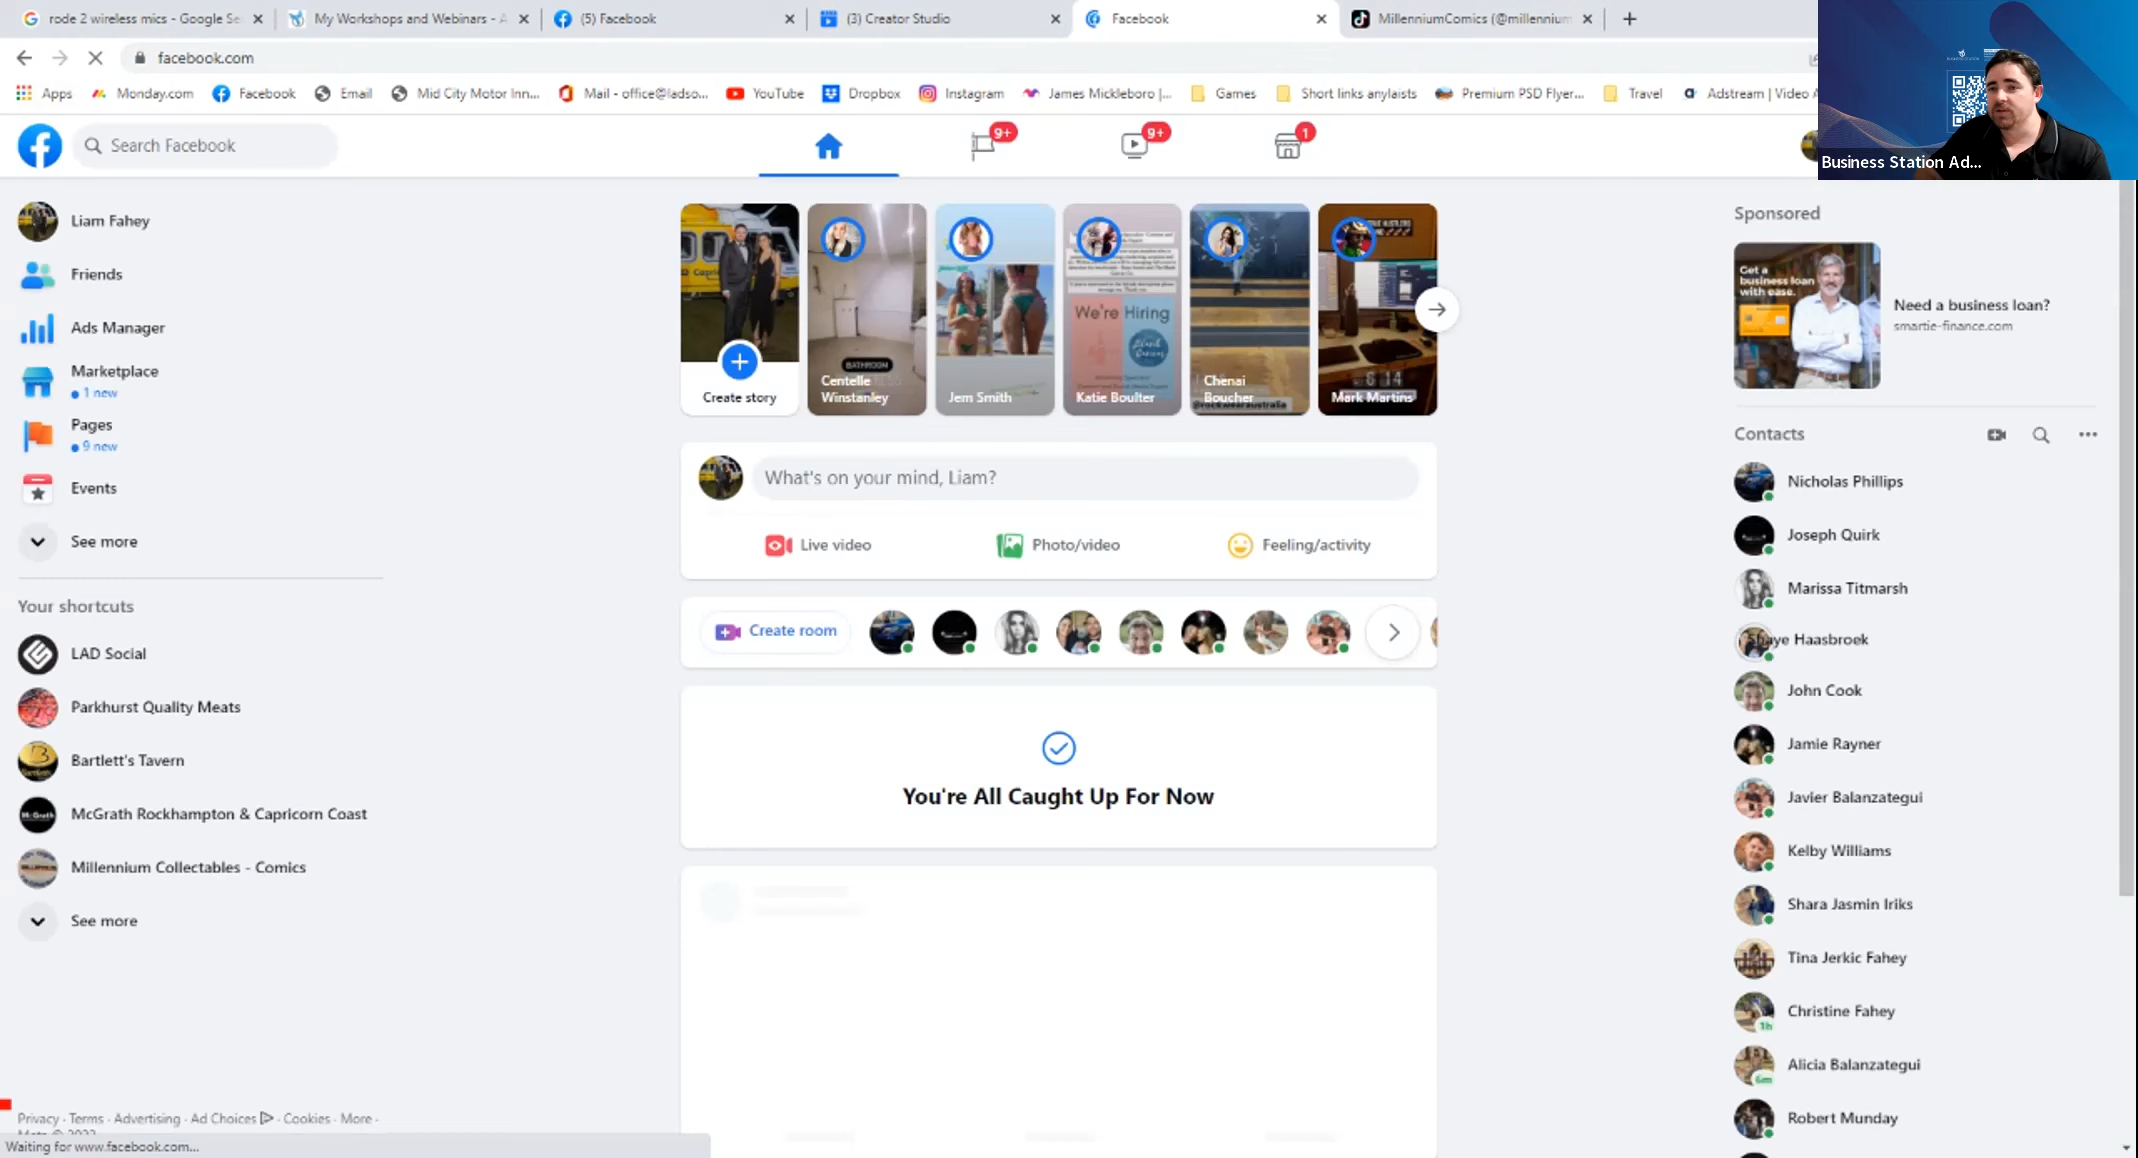 rode 2 wireless mics - Google Se
My Workshops and Webinars - A
(5) Facebook
(3) Creator Studio
Facebook
MillenniumComics (@millennium
facebook.com
Apps
Monday.com
Facebook
Email
Mid City Motor Inn...
Mail - office@ladso...
YouTube
Dropbox
Instagram
James Mickleboro |...
Games
Short links anylaists
Premium PSD Flyer...
Travel
Adstream | Video A
Business Station Ad...
Search Facebook
9+
9+
1
Liam Fahey
Friends
Ads Manager
Marketplace
1 new
Pages
9 new
Events
See more
Your shortcuts
LAD Social
Parkhurst Quality Meats
Bartlett's Tavern
McGrath Rockhampton & Capricorn Coast
Millennium Collectables - Comics
See more
Privacy · Terms · Advertising · Ad Choices · Cookies · More ·
Meta © 2022
Waiting for www.facebook.com...
Create story
BATHROOM
Centelle
Winstanley
Jem Smith
We're Hiring
Katie Boulter
Chenai
Boucher
@rockwearaustralia
Mark Martins
What's on your mind, Liam?
Live video
Photo/video
Feeling/activity
Create room
You're All Caught Up For Now
Sponsored
Get a
business loan
with ease.
Need a business loan?
smartie-finance.com
Contacts
Nicholas Phillips
Joseph Quirk
Marissa Titmarsh
Shaye Haasbroek
John Cook
Jamie Rayner
Javier Balanzategui
Kelby Williams
Shara Jasmin Iriks
Tina Jerkic Fahey
Christine Fahey
1h
Alicia Balanzategui
6m
Robert Munday